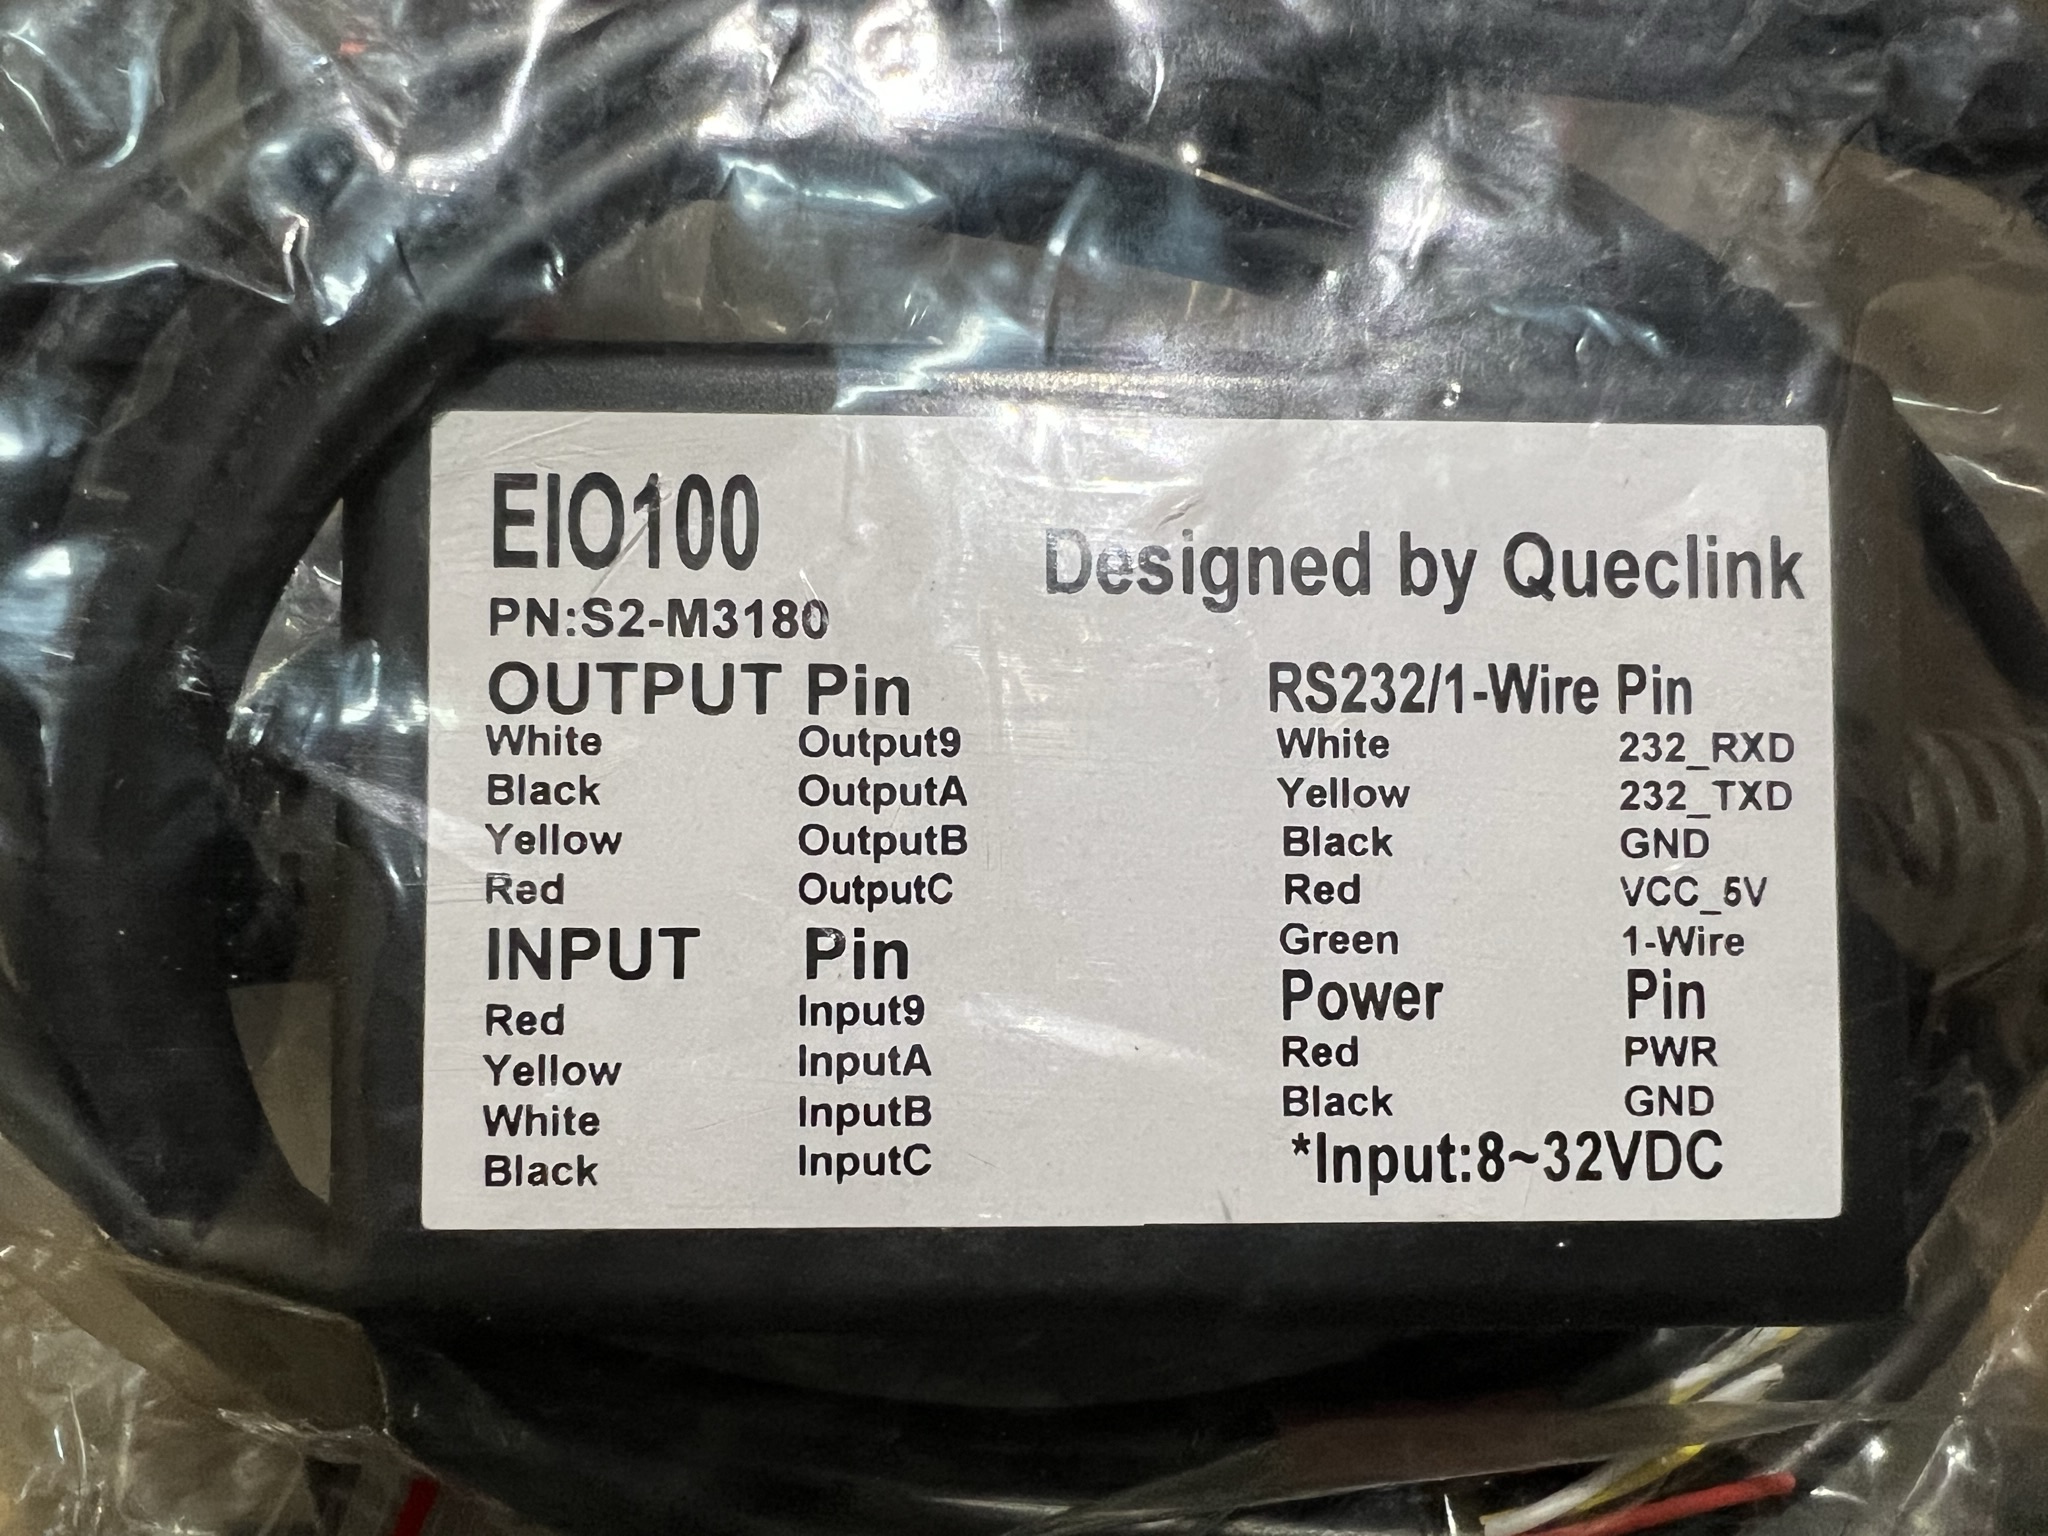 EIO100
Designed by Queclink
PN:S2-M3180
OUTPUT Pin
White Output9
Black OutputA
Yellow OutputB
Red OutputC
INPUT Pin
Red Input9
Yellow InputA
White InputB
Black InputC
RS232/1-Wire Pin
White 232_RXD
Yellow 232_TXD
Black GND
Red VCC_5V
Green 1-Wire
Power Pin
Red PWR
Black GND
*Input:8~32VDC